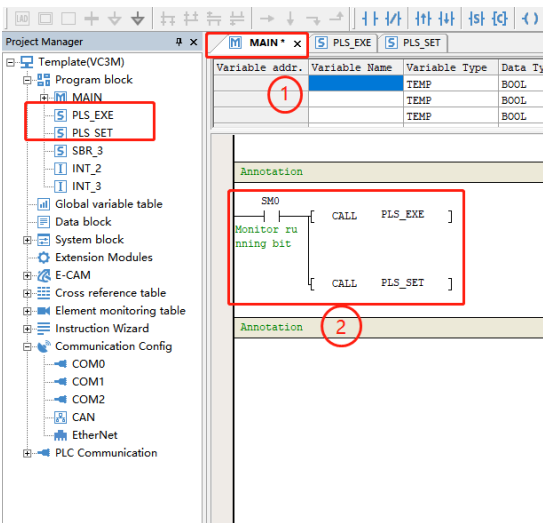 LAD
Project Manager
MAIN *
PLS_EXE
PLS_SET
Template(VC3M)
Program block
MAIN
PLS_EXE
PLS SET
SBR_3
INT_2
INT_3
Global variable table
Data block
System block
Extension Modules
E-CAM
Cross reference table
Element monitoring table
Instruction Wizard
Communication Config
COM0
COM1
COM2
CAN
EtherNet
PLC Communication
Variable addr. Variable Name Variable Type Data Ty
TEMP BOOL
TEMP BOOL
TEMP BOOL
1
Annotation
SM0
[ CALL PLS_EXE ]
Monitor ru
nning bit
[ CALL PLS_SET ]
Annotation
2